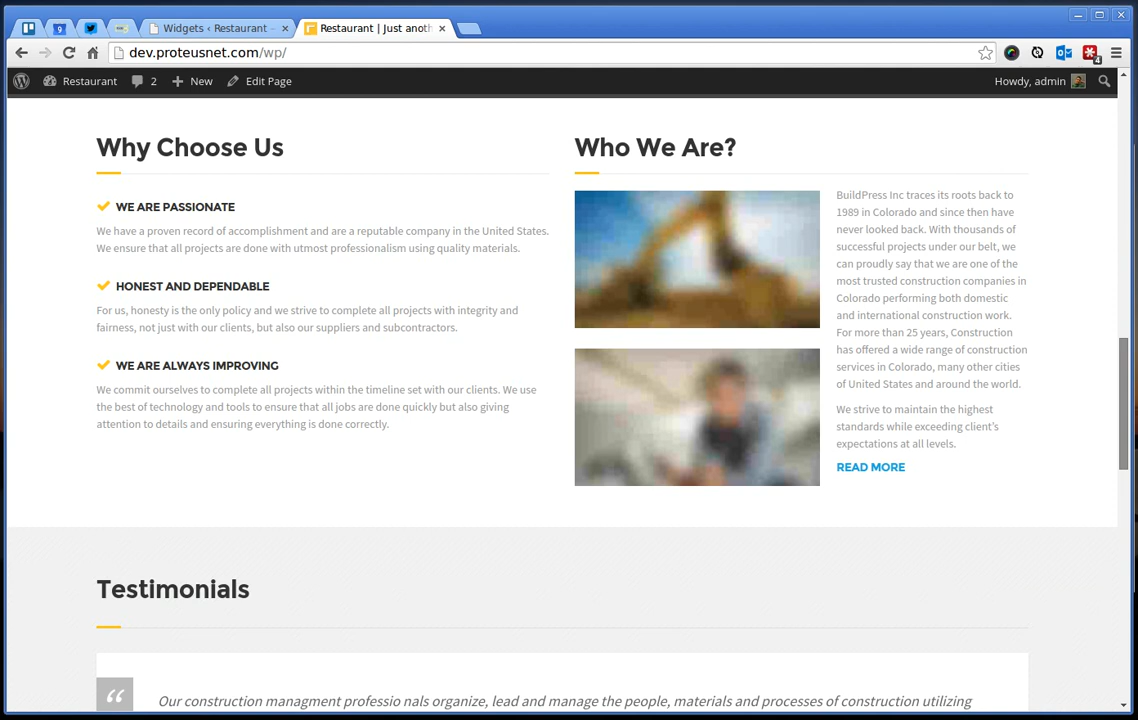 Widgets ‹ Restaurant
Restaurant | Just anoth
dev.proteusnet.com/wp/
4
Restaurant 2 New Edit Page
Howdy, admin
Why Choose Us
WE ARE PASSIONATE
We have a proven record of accomplishment and are a reputable company in the United States.
We ensure that all projects are done with utmost professionalism using quality materials.
HONEST AND DEPENDABLE
For us, honesty is the only policy and we strive to complete all projects with integrity and
fairness, not just with our clients, but also our suppliers and subcontractors.
WE ARE ALWAYS IMPROVING
We commit ourselves to complete all projects within the timeline set with our clients. We use
the best of technology and tools to ensure that all jobs are done quickly but also giving
attention to details and ensuring everything is done correctly.
Who We Are?
BuildPress Inc traces its roots back to
1989 in Colorado and since then have
never looked back. With thousands of
successful projects under our belt, we
can proudly say that we are one of the
most trusted construction companies in
Colorado performing both domestic
and international construction work.
For more than 25 years, Construction
has offered a wide range of construction
services in Colorado, many other cities
of United States and around the world.
We strive to maintain the highest
standards while exceeding client's
expectations at all levels.
READ MORE
Testimonials
Our construction managment professio nals organize, lead and manage the people, materials and processes of construction utilizing